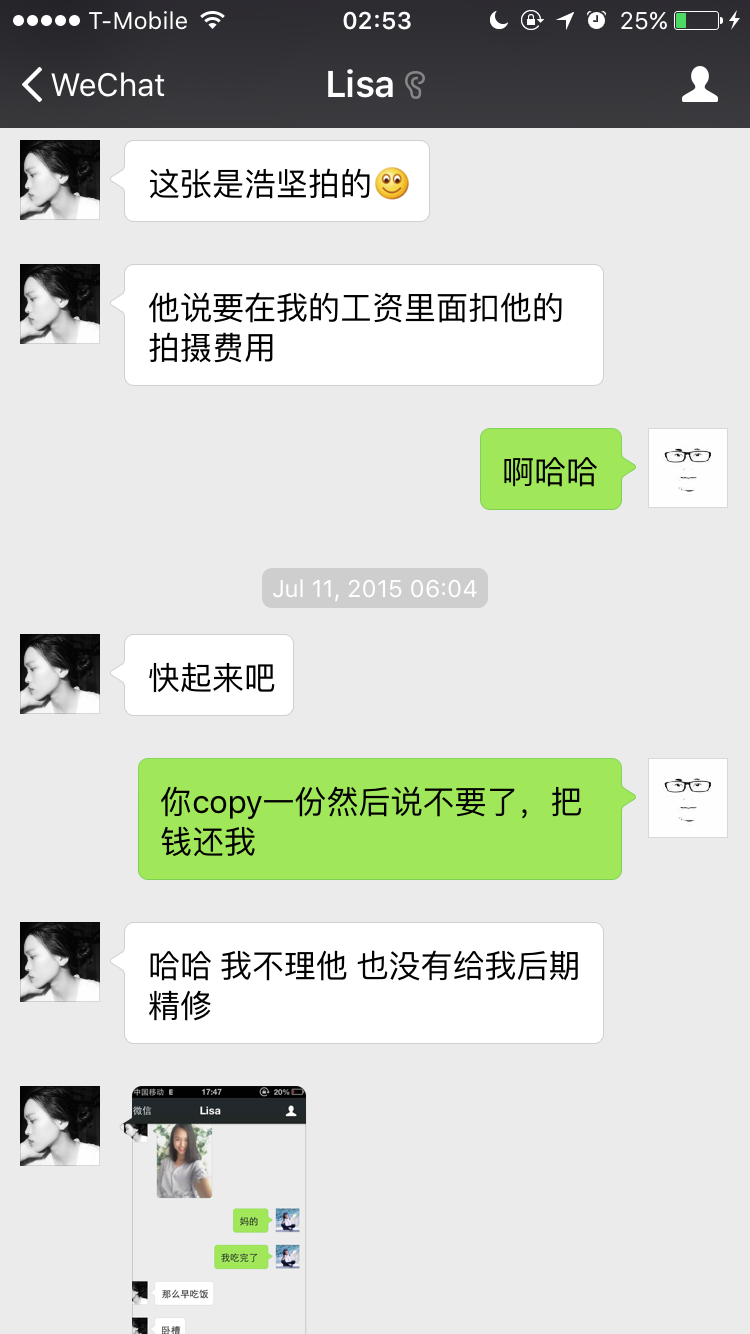 T-Mobile 02:53 25%
WeChat Lisa
这张是浩坚拍的
他说要在我的工资里面扣他的
拍摄费用
啊哈哈
Jul 11, 2015 06:04
快起来吧
你copy一份然后说不要了，把
钱还我
哈哈 我不理他 也没有给我后期
精修
中国移动 E 17:47 20%
微信 Lisa
妈的
我吃完了
那么早吃饭
卧槽